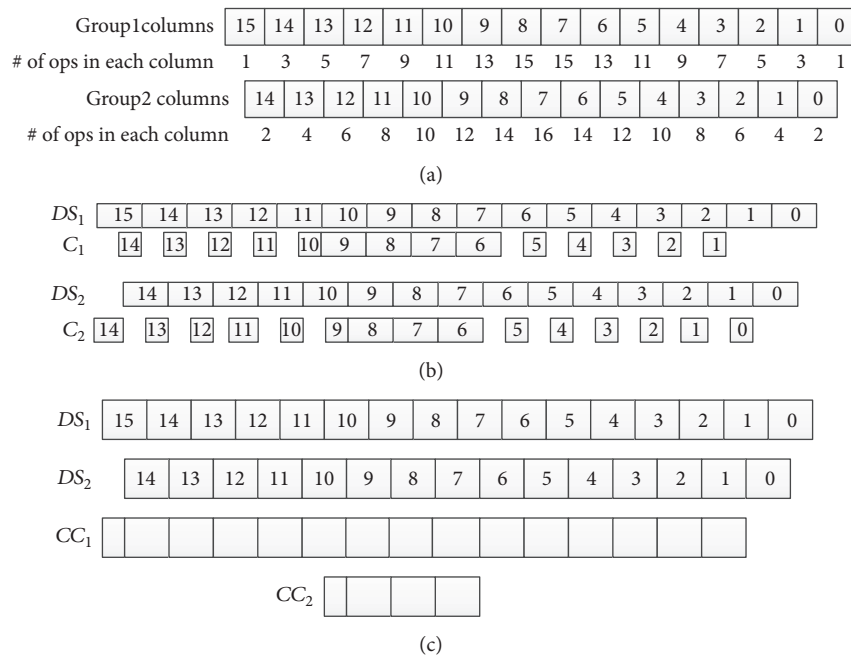 Group1columns 15 14 13 12 11 10 9 8 7 6 5 4 3 2 1 0
# of ops in each column 1 3 5 7 9 11 13 15 15 13 11 9 7 5 3 1
Group2 columns 14 13 12 11 10 9 8 7 6 5 4 3 2 1 0
# of ops in each column 2 4 6 8 10 12 14 16 14 12 10 8 6 4 2
(a)
DS1 15 14 13 12 11 10 9 8 7 6 5 4 3 2 1 0
C1 14 13 12 11 10 9 8 7 6 5 4 3 2 1
DS2 14 13 12 11 10 9 8 7 6 5 4 3 2 1 0
C2 14 13 12 11 10 9 8 7 6 5 4 3 2 1 0
(b)
DS1 15 14 13 12 11 10 9 8 7 6 5 4 3 2 1 0
DS2 14 13 12 11 10 9 8 7 6 5 4 3 2 1 0
CC1
CC2
(c)